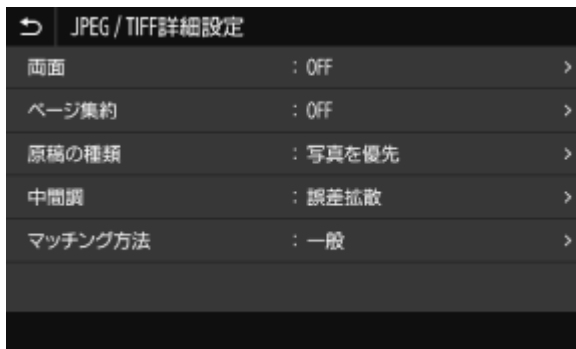 JPEG / TIFF詳細設定
両面 : OFF
ページ集約 : OFF
原稿の種類 : 写真を優先
中間調 : 誤差拡散
マッチング方法 : 一般